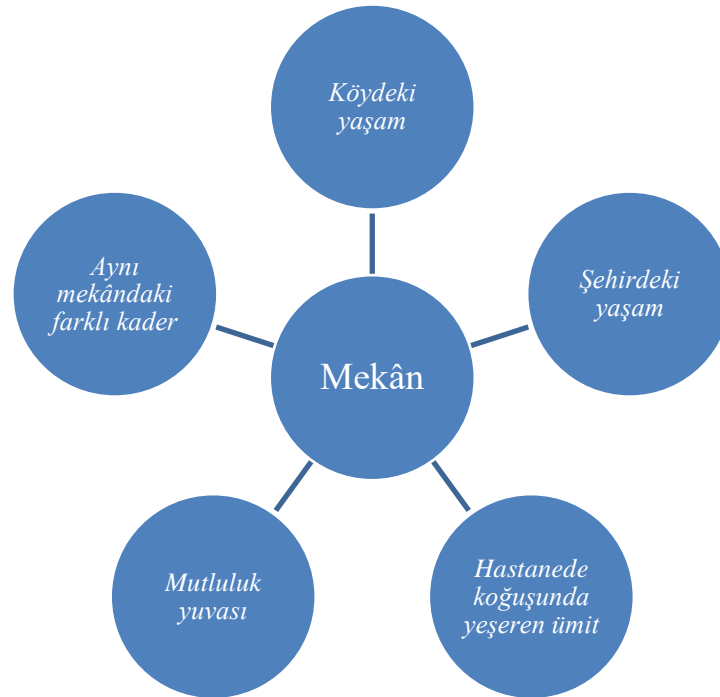 Köydeki
yaşam
Şehirdeki
yaşam
Hastanede
koğuşunda
yeşeren ümit
Mutluluk
yuvası
Aynı
mekândaki
farklı kader
Mekân